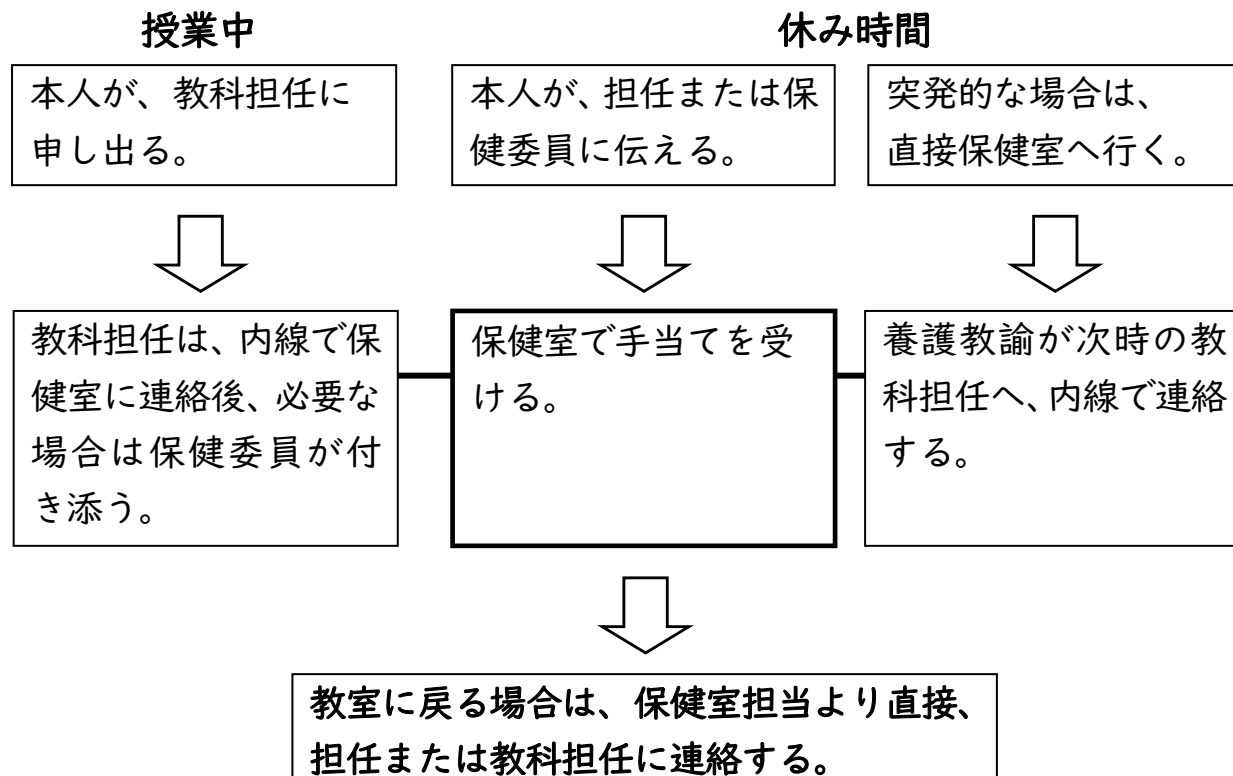 授業中
休み時間
本人が、教科担任に
申し出る。
本人が、担任または保
健委員に伝える。
突発的な場合は、
直接保健室へ行く。
教科担任は、内線で保
健室に連絡後、必要な
場合は保健委員が付
き添う。
保健室で手当てを受
ける。
養護教諭が次時の教
科担任へ、内線で連絡
する。
教室に戻る場合は、保健室担当より直接、
担任または教科担任に連絡する。